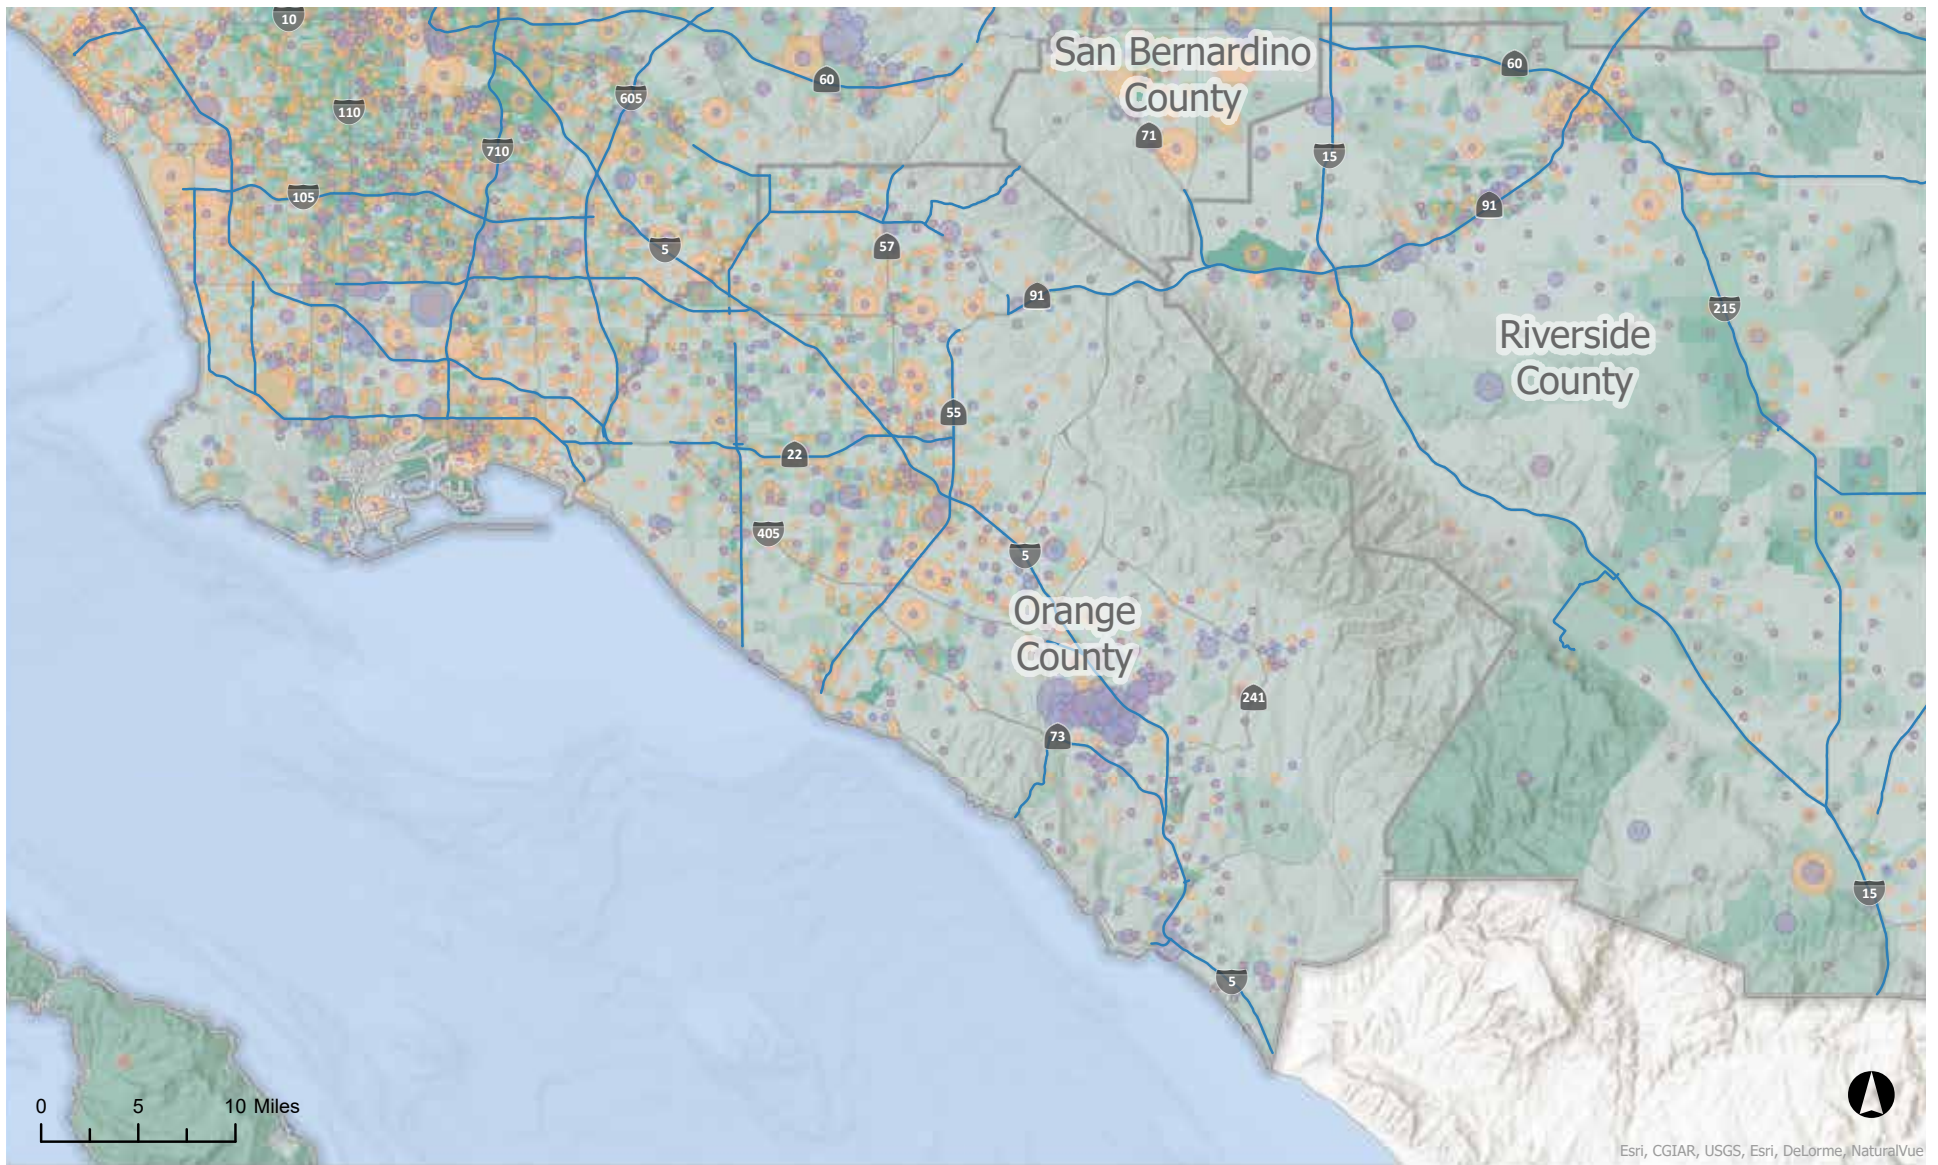 10
San Bernardino
County
60
60
605
110
71
710
15
105
91
57
5
91
215
Riverside
County
55
22
405
5
Orange
County
241
73
15
5
0 5 10 Miles
Esri, CGIAR, USGS, Esri, DeLorme, NaturalVue